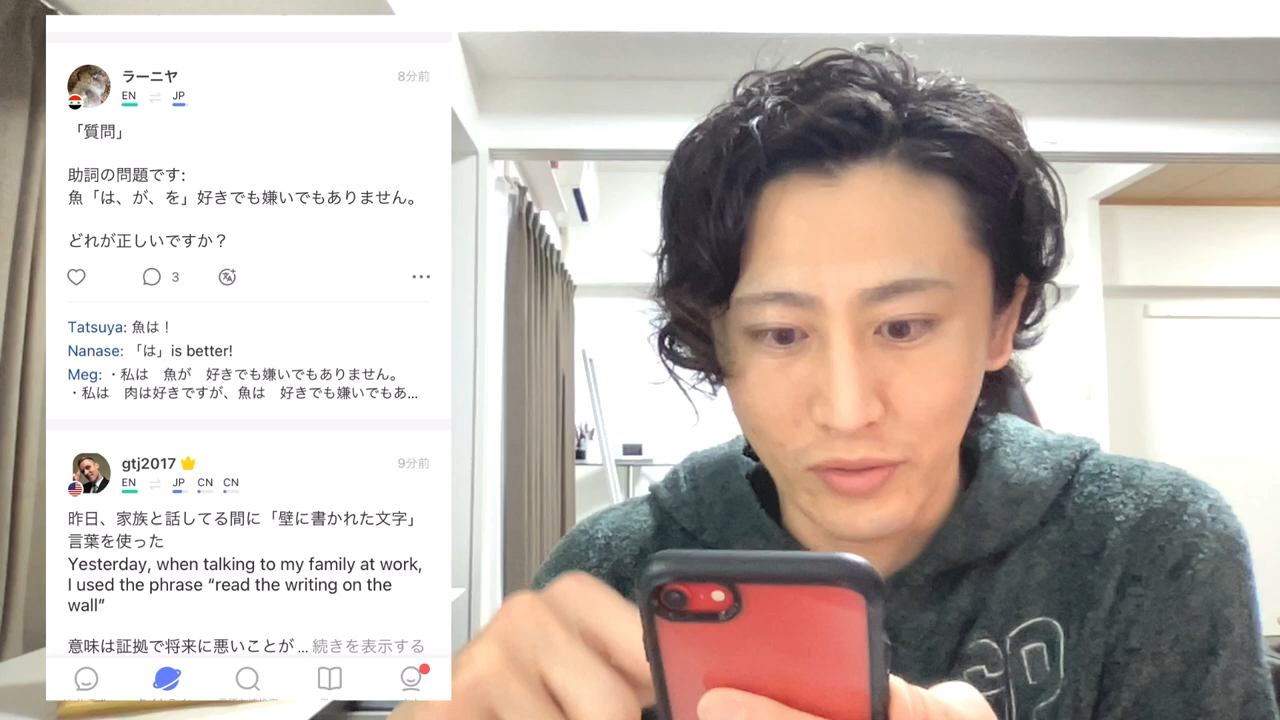 ラーニヤ
8分前
EN JP
「質問」
助詞の問題です:
魚「は、が、を」好きでも嫌いでもありません。
どれが正しいですか？
3
Tatsuya: 魚は！
Nanase: 「は」is better!
Meg: ・私は　魚が　好きでも嫌いでもありません。
・私は　肉は好きですが、魚は　好きでも嫌いでもあ...
gtj2017
9分前
EN JP CN CN
昨日、家族と話してる間に「壁に書かれた文字」
言葉を使った
Yesterday, when talking to my family at work,
I used the phrase “read the writing on the
wall”
意味は証拠で将来に悪いことが ... 続きを表示する